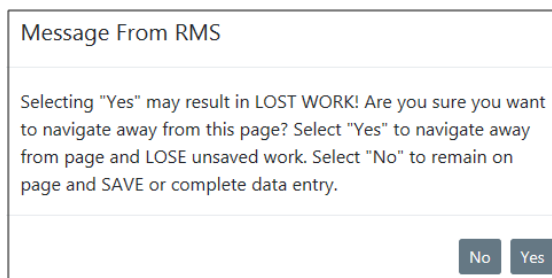 Message From RMS
Selecting "Yes" may result in LOST WORK! Are you sure you want
to navigate away from this page? Select "Yes" to navigate away
from page and LOSE unsaved work. Select "No" to remain on
page and SAVE or complete data entry.
No Yes